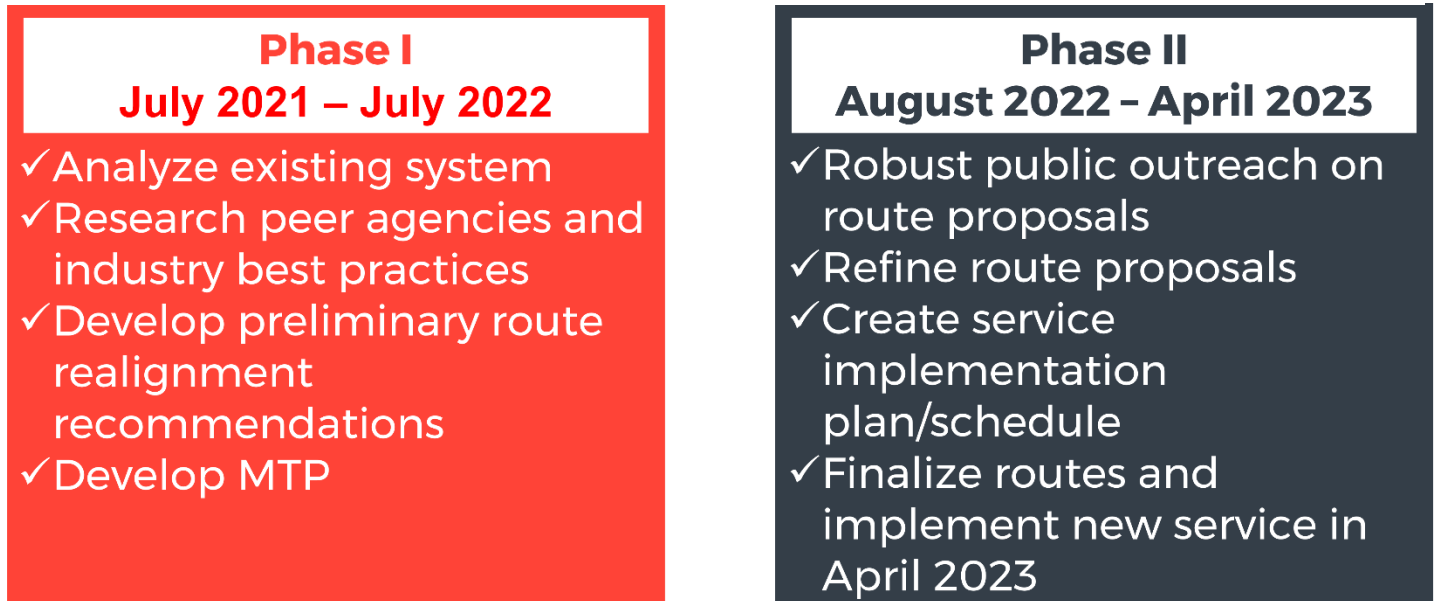 Phase I
July 2021 – July 2022
✓Analyze existing system
✓Research peer agencies and
industry best practices
✓Develop preliminary route
realignment
recommendations
✓Develop MTP
Phase II
August 2022 – April 2023
✓Robust public outreach on
route proposals
✓Refine route proposals
✓Create service
implementation
plan/schedule
✓Finalize routes and
implement new service in
April 2023